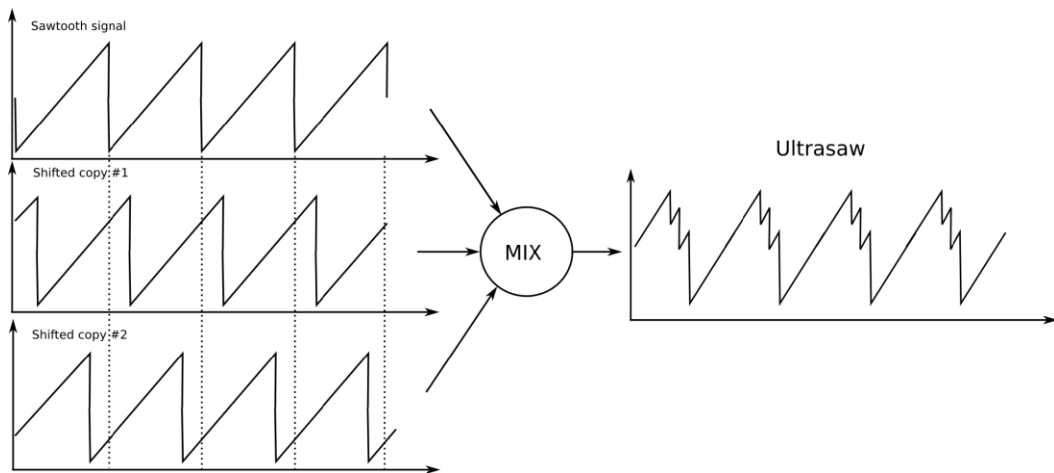 Sawtooth signal
Shifted copy #1
Shifted copy #2
MIX
Ultrasaw